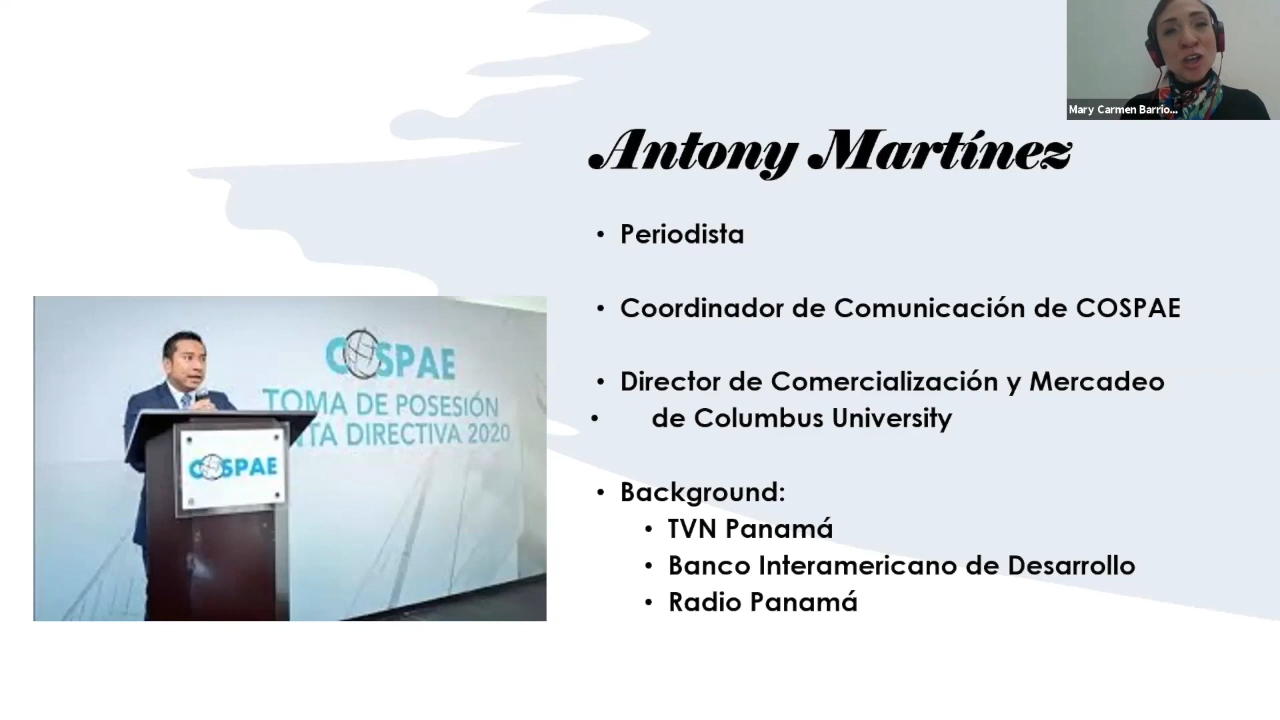 Mary Carmen Barrio...
Antony Martínez
• Periodista
• Coordinador de Comunicación de COSPAE
• Director de Comercialización y Mercadeo
• de Columbus University
• Background:
• TVN Panamá
• Banco Interamericano de Desarrollo
• Radio Panamá
COSPAE
TOMA DE POSESIÓN
NTA DIRECTIVA 2020
COSPAE